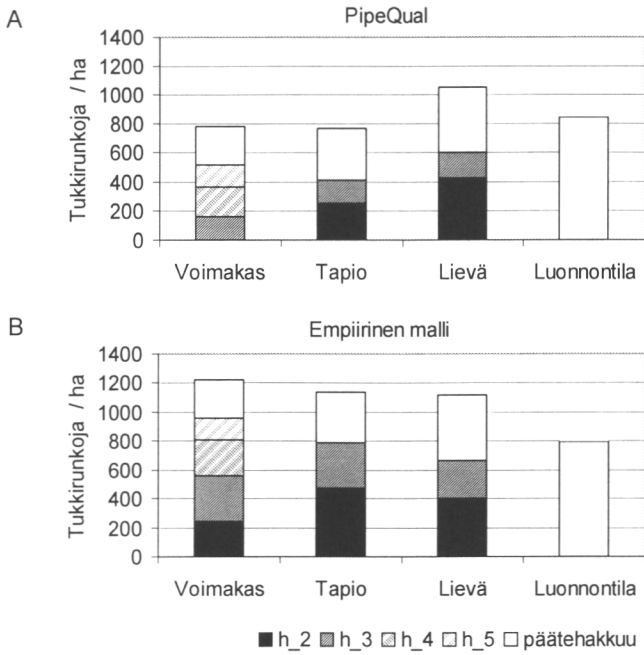 A
PipeQual
Tukkirunkoja / ha
1400
1200
1000
800
600
400
200
0
Voimakas Tapio Lievä Luonnontila
B
Empiirinen malli
Tukkirunkoja / ha
1400
1200
1000
800
600
400
200
0
Voimakas Tapio Lievä Luonnontila
h_2 h_3 h_4 h_5 päätehakkuu